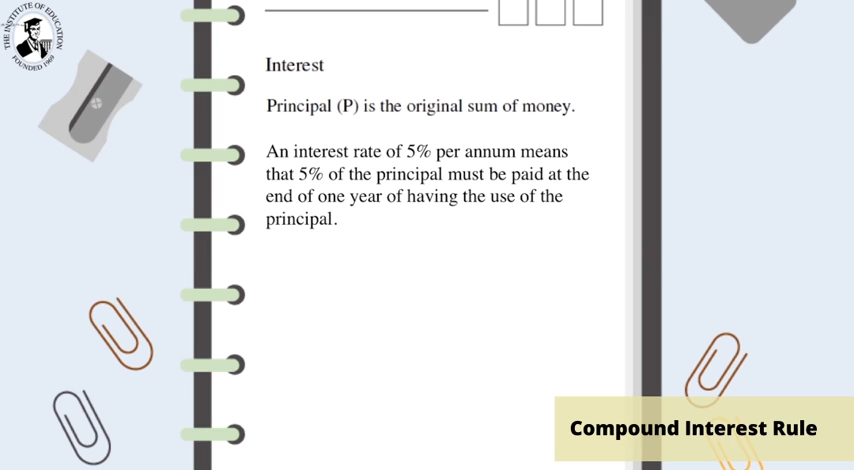 THE INSTITUTE OF EDUCATION
FOUNDED 1969
Interest
Principal (P) is the original sum of money.
An interest rate of 5% per annum means
that 5% of the principal must be paid at the
end of one year of having the use of the
principal.
Compound Interest Rule